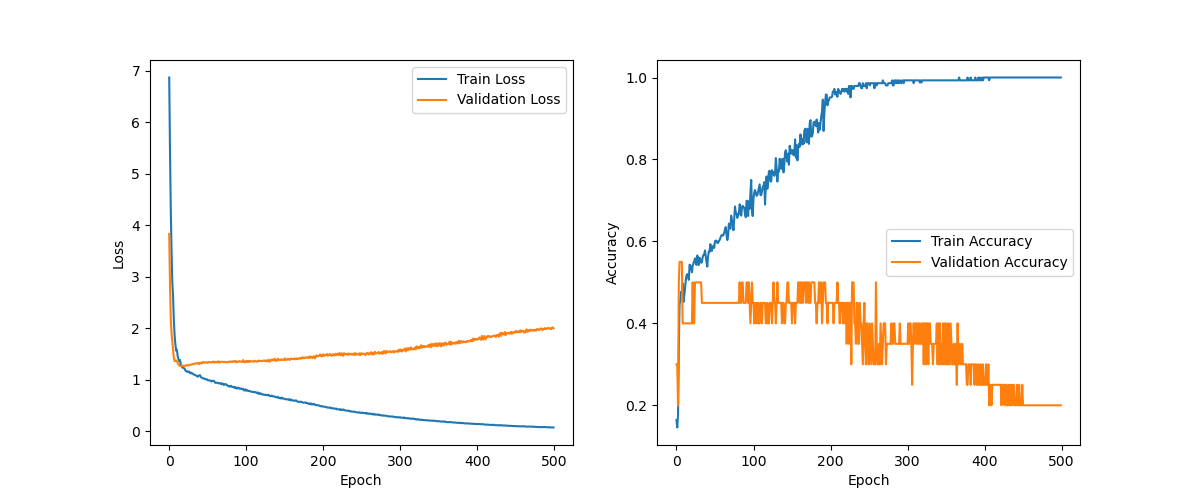 7
6
5
4
3
2
1
0
Loss
0 100 200 300 400 500
Epoch
Train Loss
Validation Loss
1.0
0.8
0.6
0.4
0.2
Accuracy
0 100 200 300 400 500
Epoch
Train Accuracy
Validation Accuracy